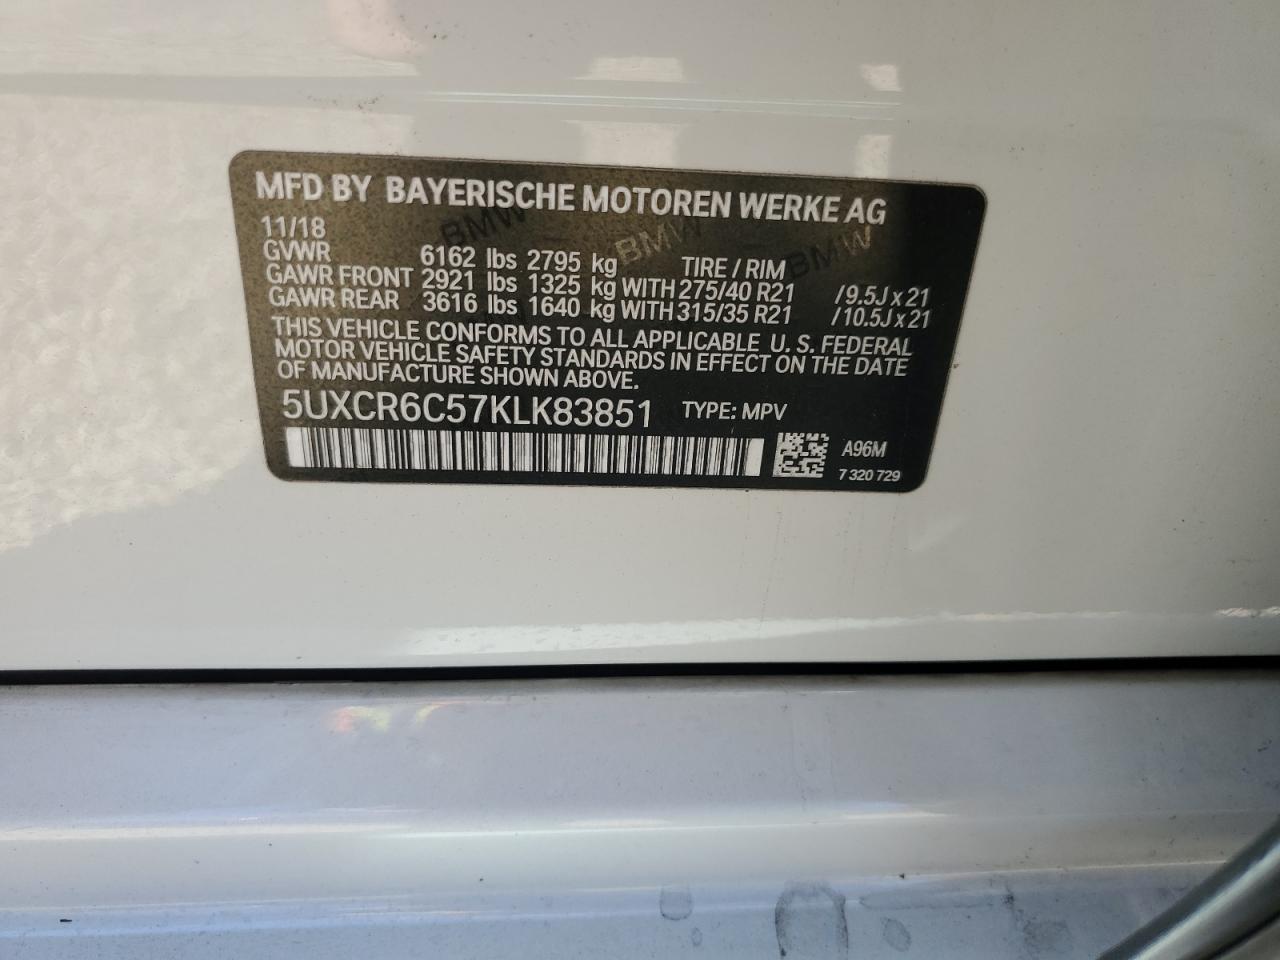 MFD BY BAYERISCHE MOTOREN WERKE AG
11/18
GVWR 6162 lbs 2795 kg TIRE / RIM
GAWR FRONT 2921 lbs 1325 kg WITH 275/40 R21 /9.5J x 21
GAWR REAR 3616 lbs 1640 kg WITH 315/35 R21 /10.5J x 21
THIS VEHICLE CONFORMS TO ALL APPLICABLE U. S. FEDERAL
MOTOR VEHICLE SAFETY STANDARDS IN EFFECT ON THE DATE
OF MANUFACTURE SHOWN ABOVE.
5UXCR6C57KLK83851 TYPE: MPV
A96M
7 320 729
BMW BMW BMW